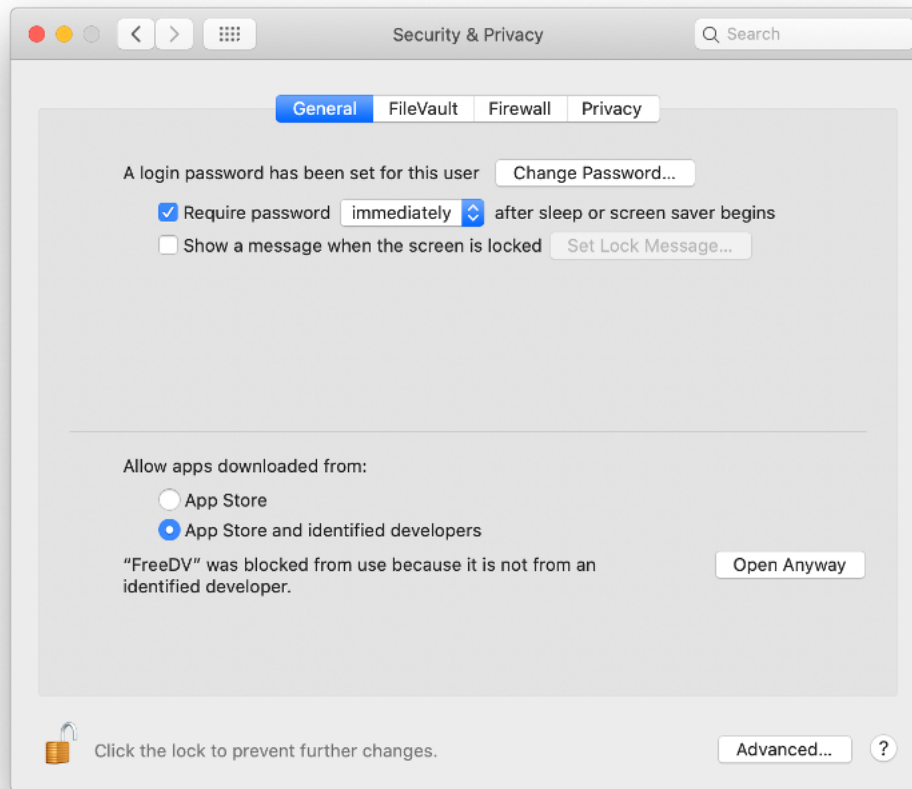 Security & Privacy
Search
General FileVault Firewall Privacy
A login password has been set for this user Change Password...
Require password immediately after sleep or screen saver begins
Show a message when the screen is locked Set Lock Message...
Allow apps downloaded from:
App Store
App Store and identified developers
“FreeDV” was blocked from use because it is not from an
identified developer.
Open Anyway
Click the lock to prevent further changes.
Advanced... ?